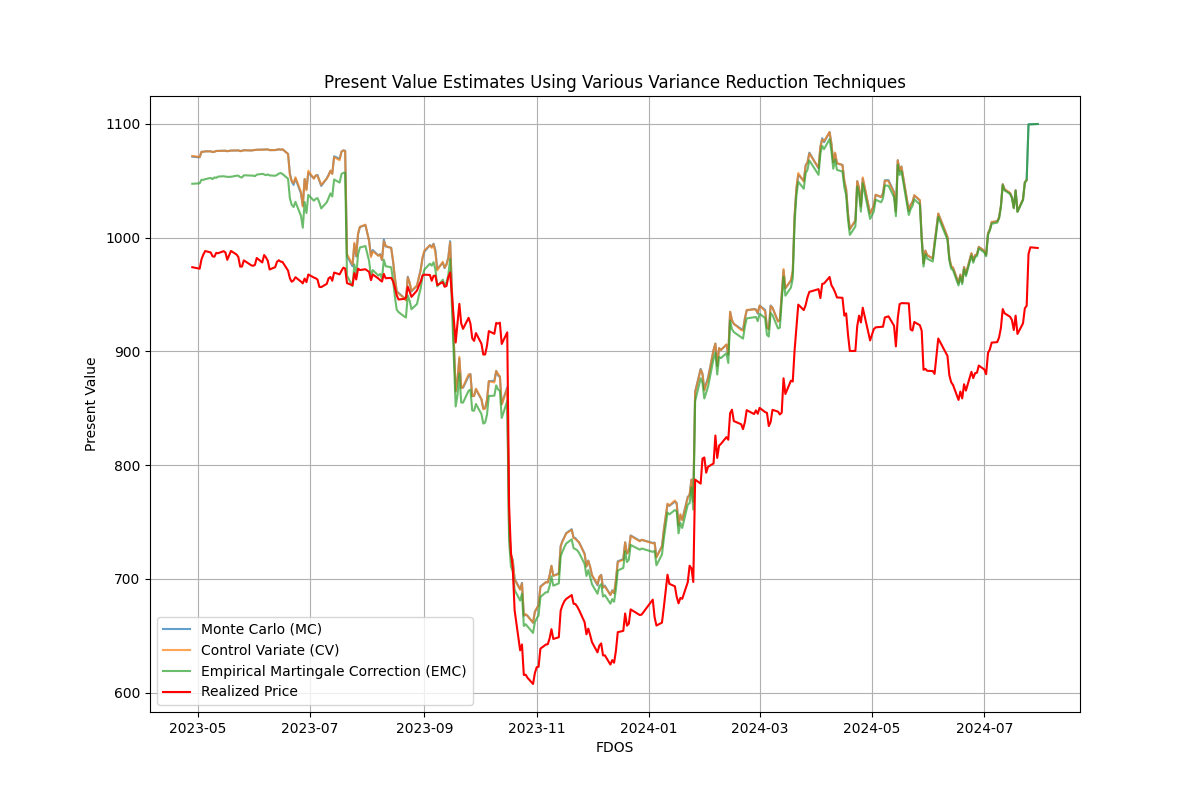 Present Value Estimates Using Various Variance Reduction Techniques
1100
1000
900
800
700
600
Present Value
Monte Carlo (MC)
Control Variate (CV)
Empirical Martingale Correction (EMC)
Realized Price
2023-05
2023-07
2023-09
2023-11
2024-01
2024-03
2024-05
2024-07
FDOS